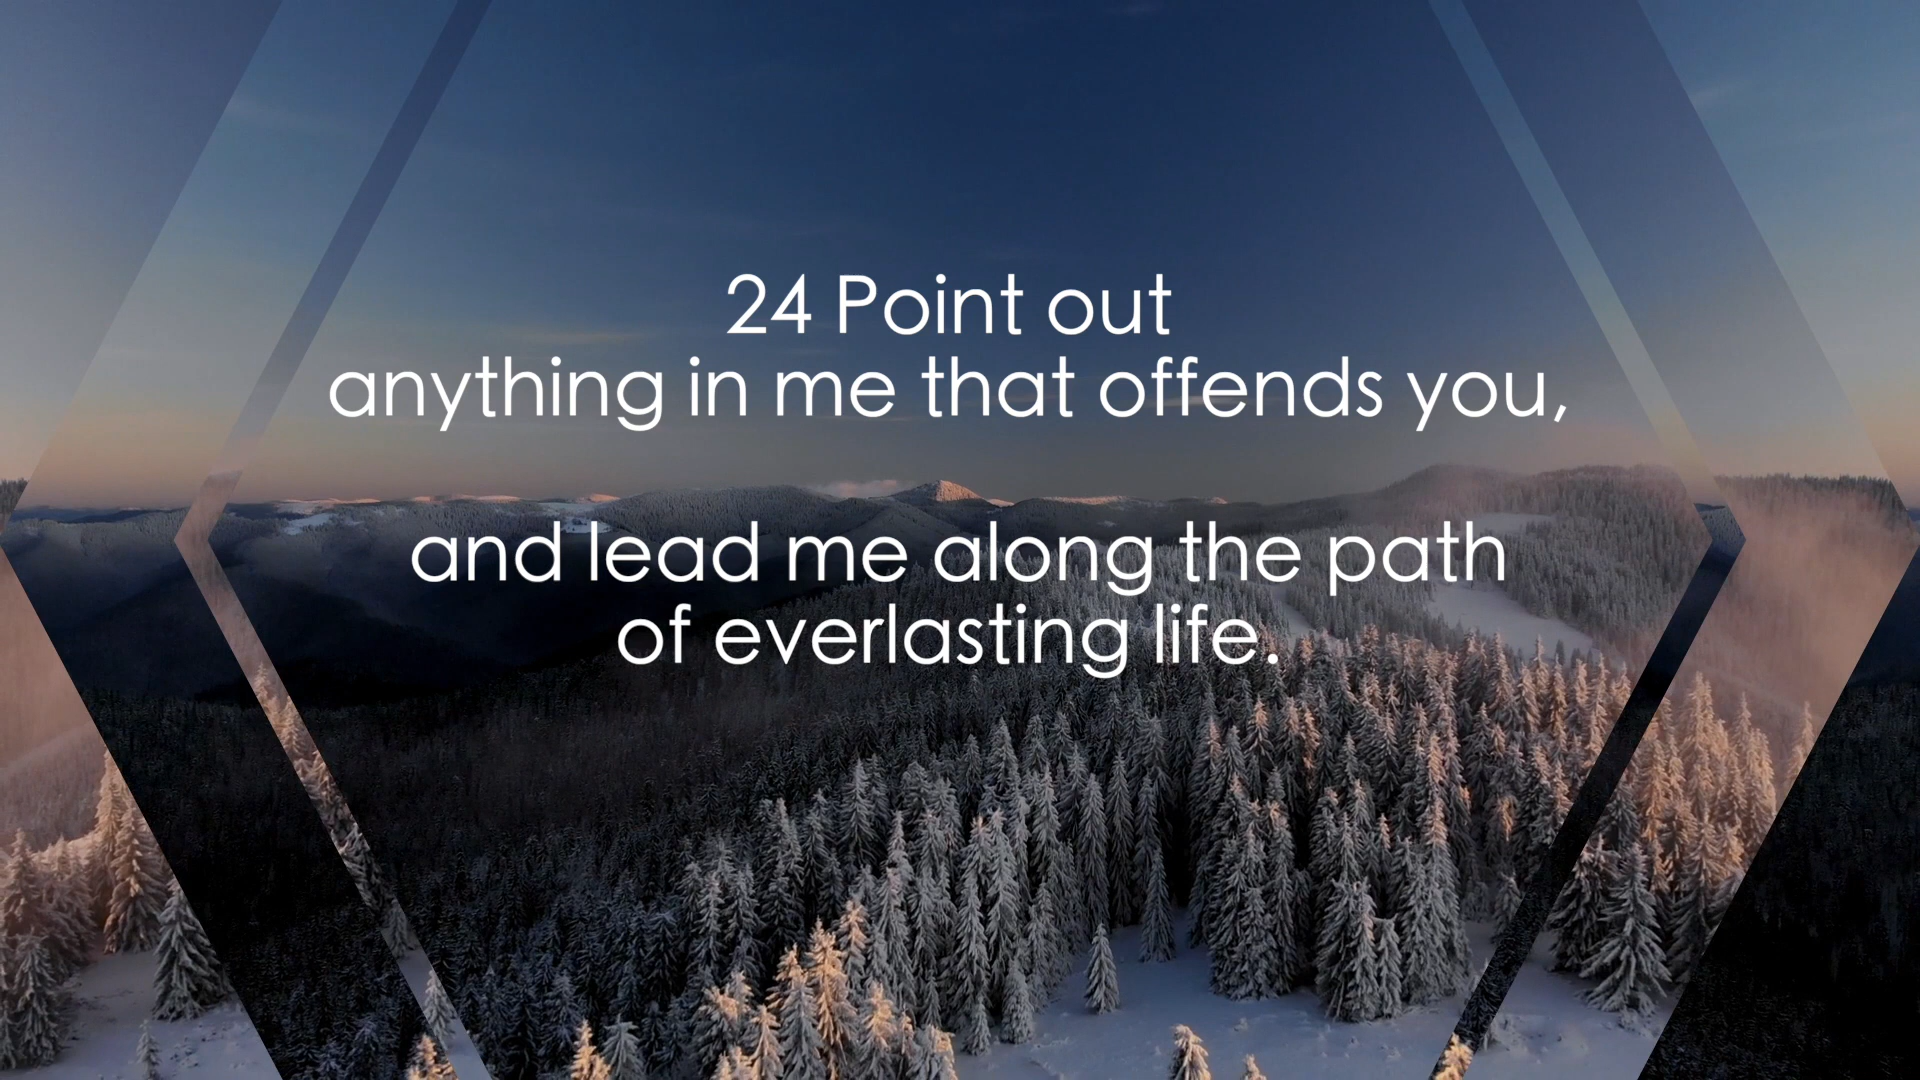 24 Point out
anything in me that offends you,
and lead me along the path
of everlasting life.